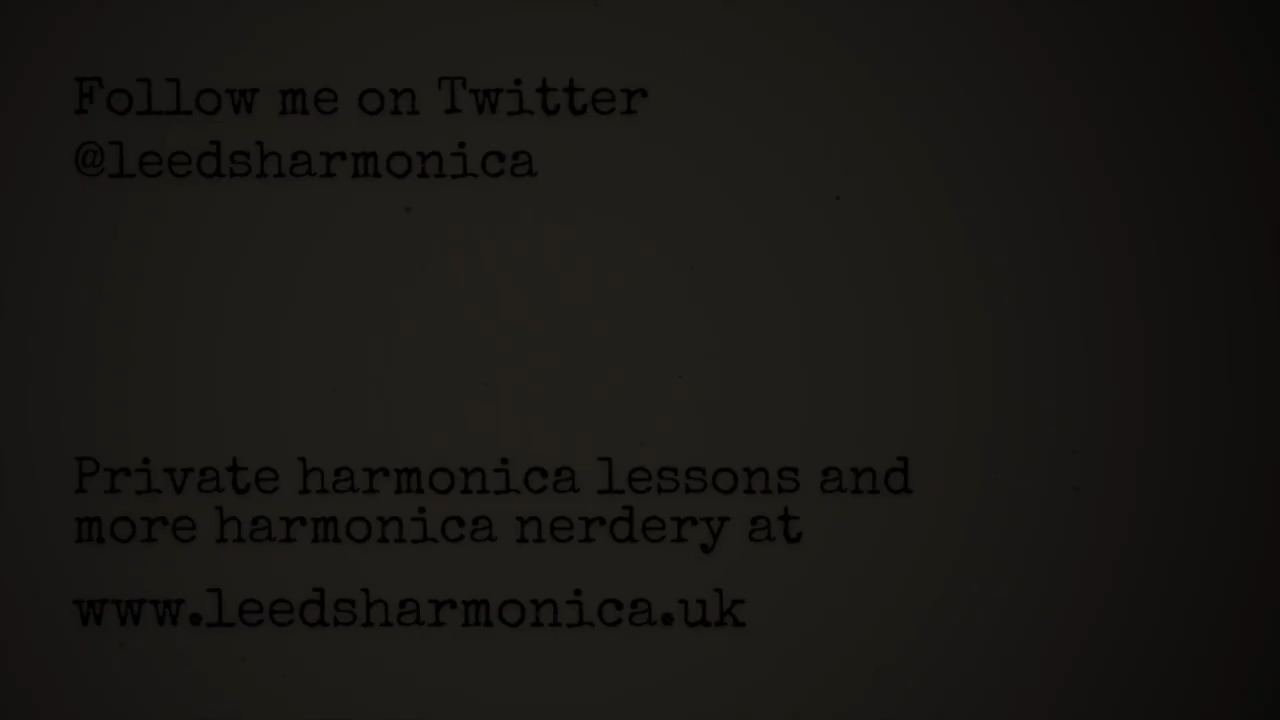 Follow me on Twitter
@leedsharmonica
Private harmonica lessons and
more harmonica nerdery at
www.leedsharmonica.uk